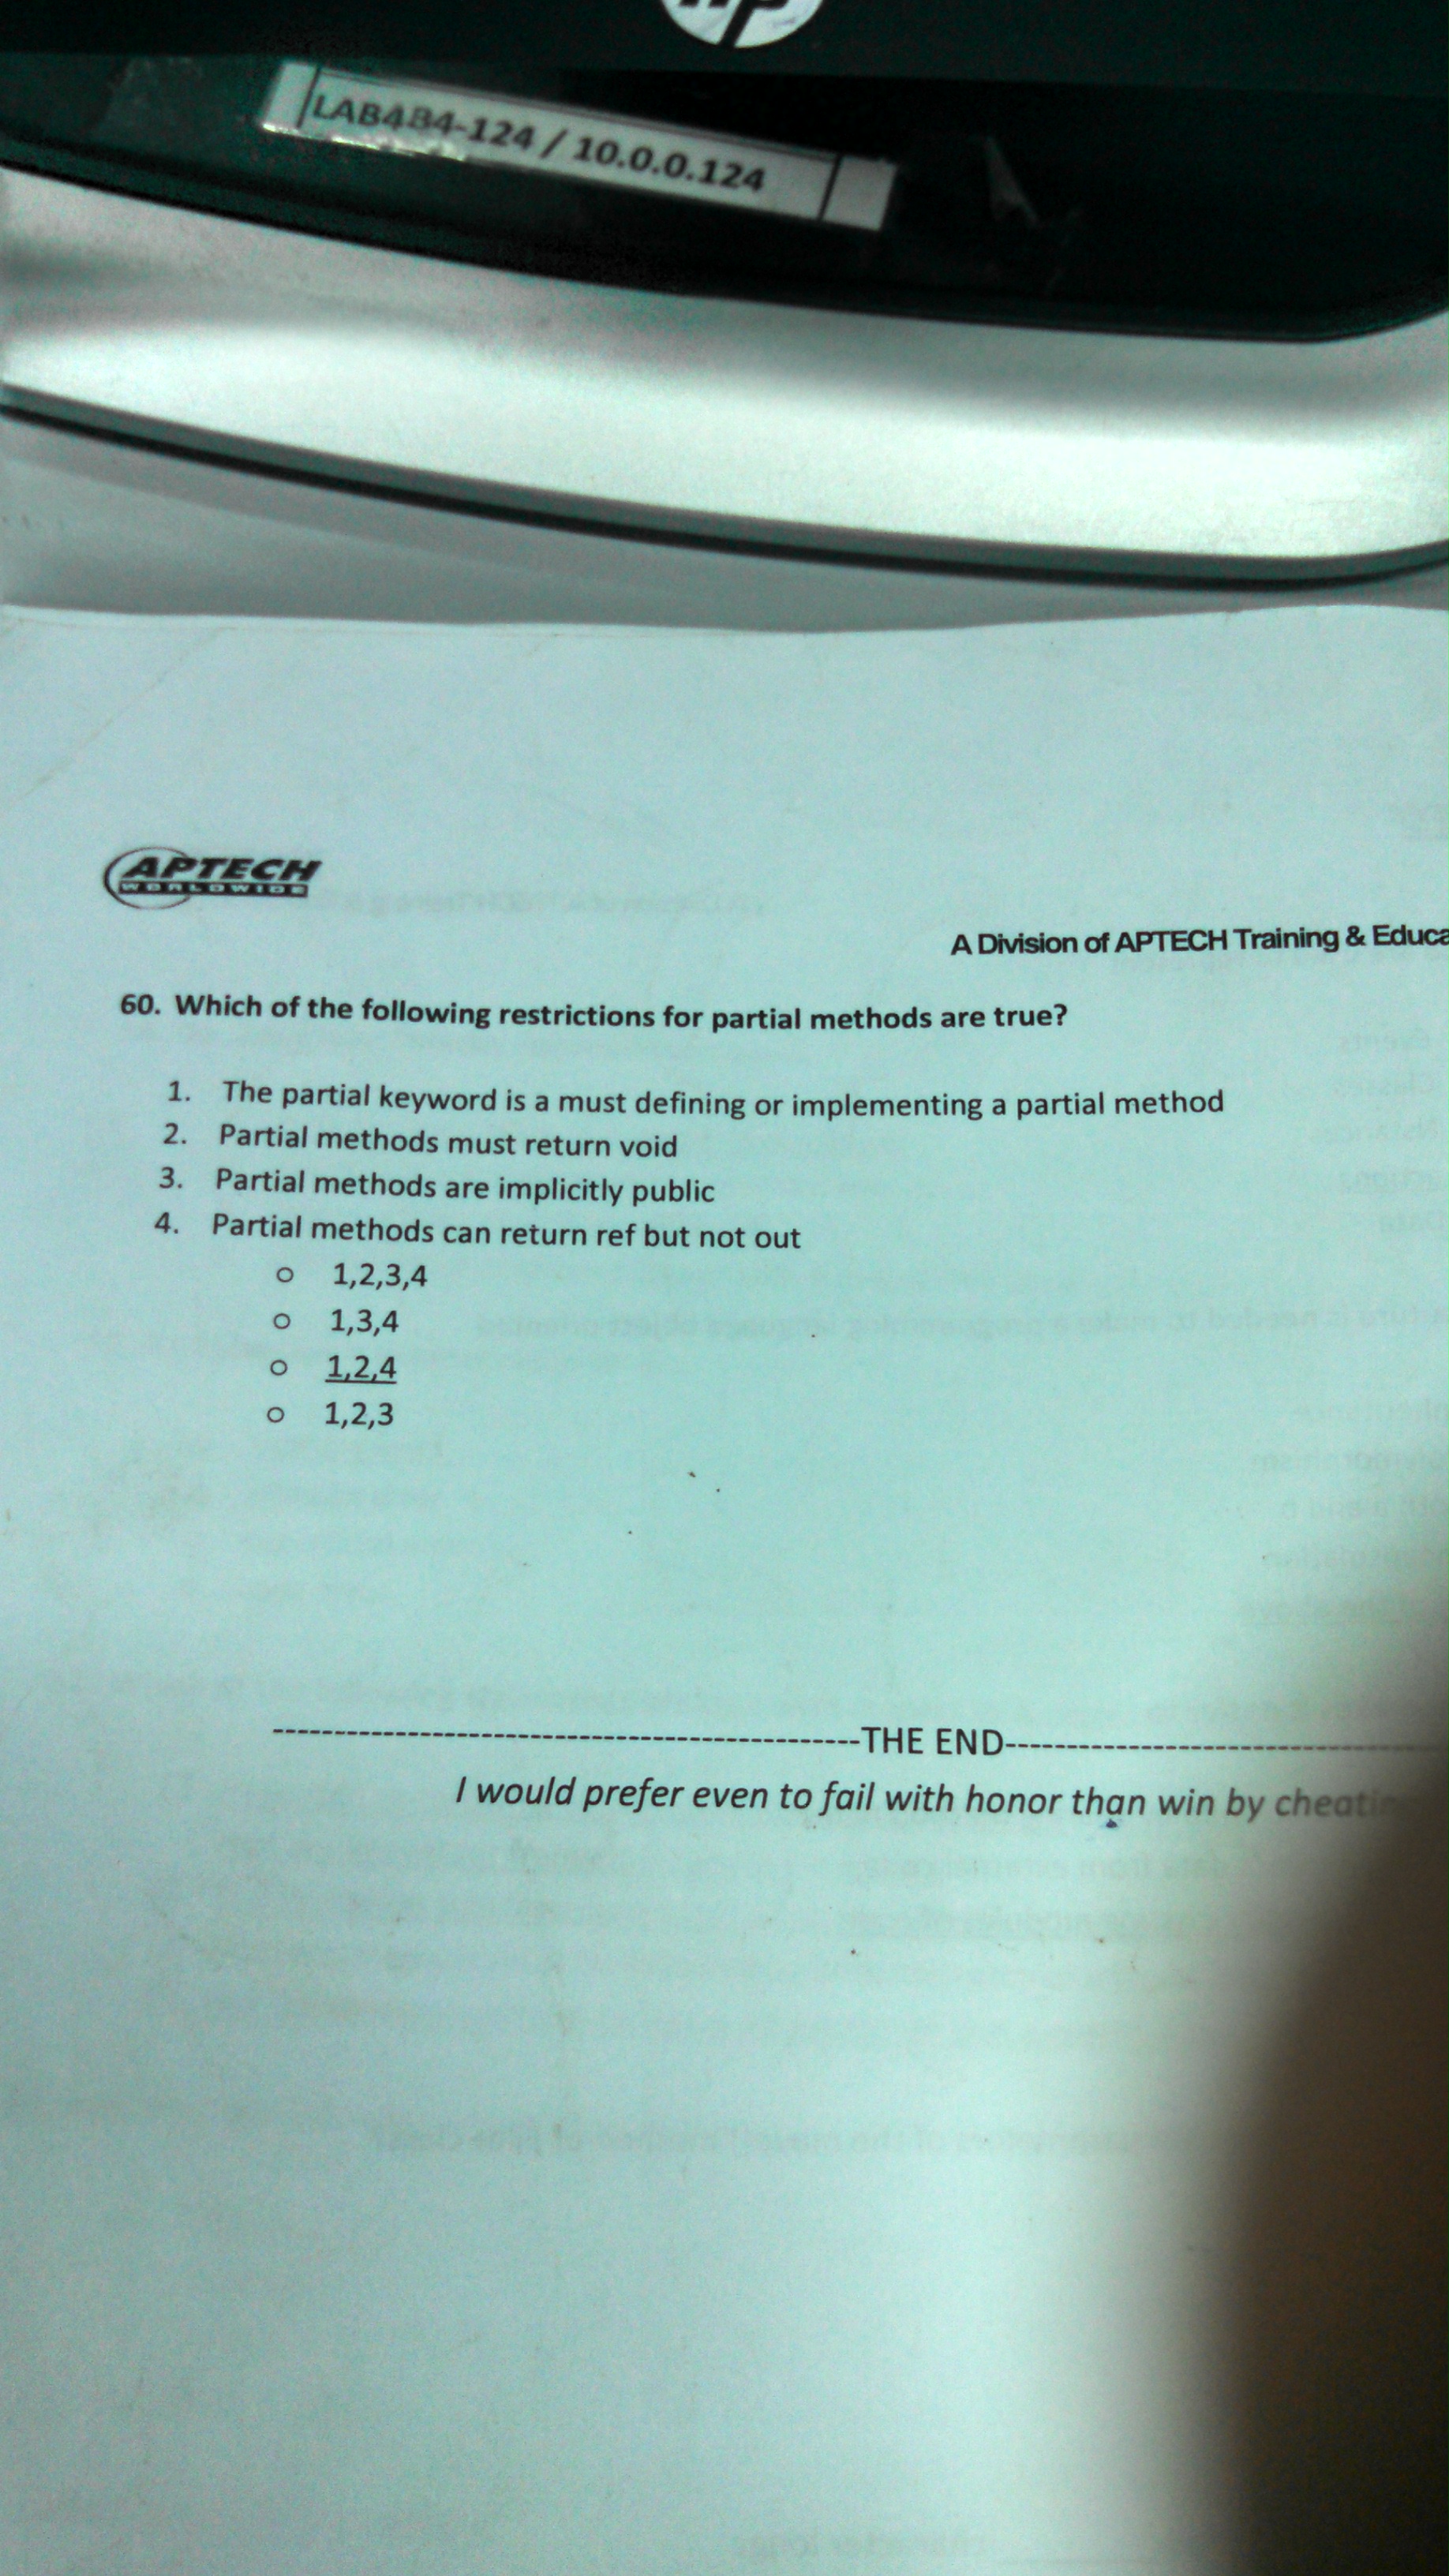 hp
LAB4B4-124 / 10.0.0.124
APTECH
WORLDWIDE
A Division of APTECH Training & Educa
60. Which of the following restrictions for partial methods are true?
1. The partial keyword is a must defining or implementing a partial method
2. Partial methods must return void
3. Partial methods are implicitly public
4. Partial methods can return ref but not out
o 1,2,3,4
o 1,3,4
o 1,2,4
o 1,2,3
------------------------------------------------THE END------------------------------------
I would prefer even to fail with honor than win by cheatin